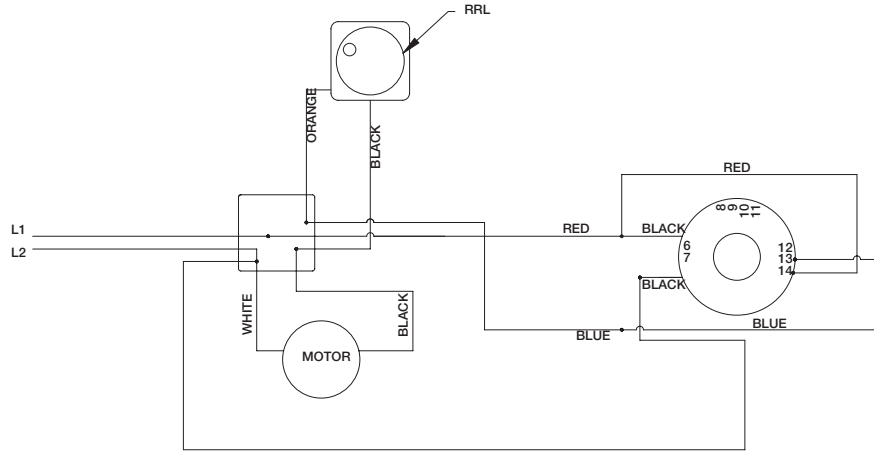 RRL
ORANGE
BLACK
RED
L1
RED
BLACK
8
9
10
11
6
7
12
13
14
L2
BLACK
WHITE
BLACK
BLUE
BLUE
MOTOR